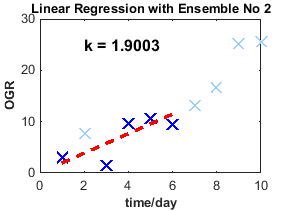 Linear Regression with Ensemble No 2
30
20
10
0
k = 1.9003
OGR
0 2 4 6 8 10
time/day